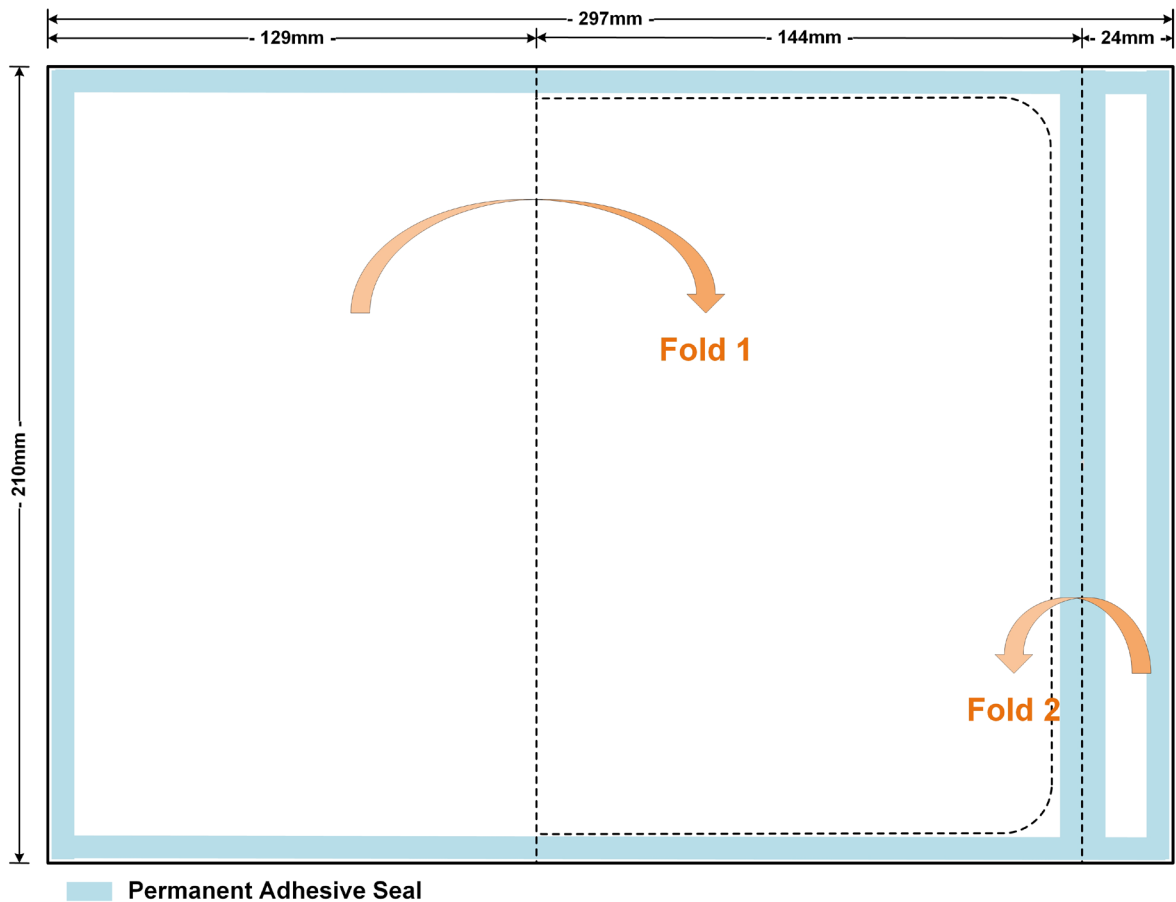 - 297mm -
- 129mm -
- 144mm -
- 24mm -
- 210mm -
Fold 1
Fold 2
Permanent Adhesive Seal